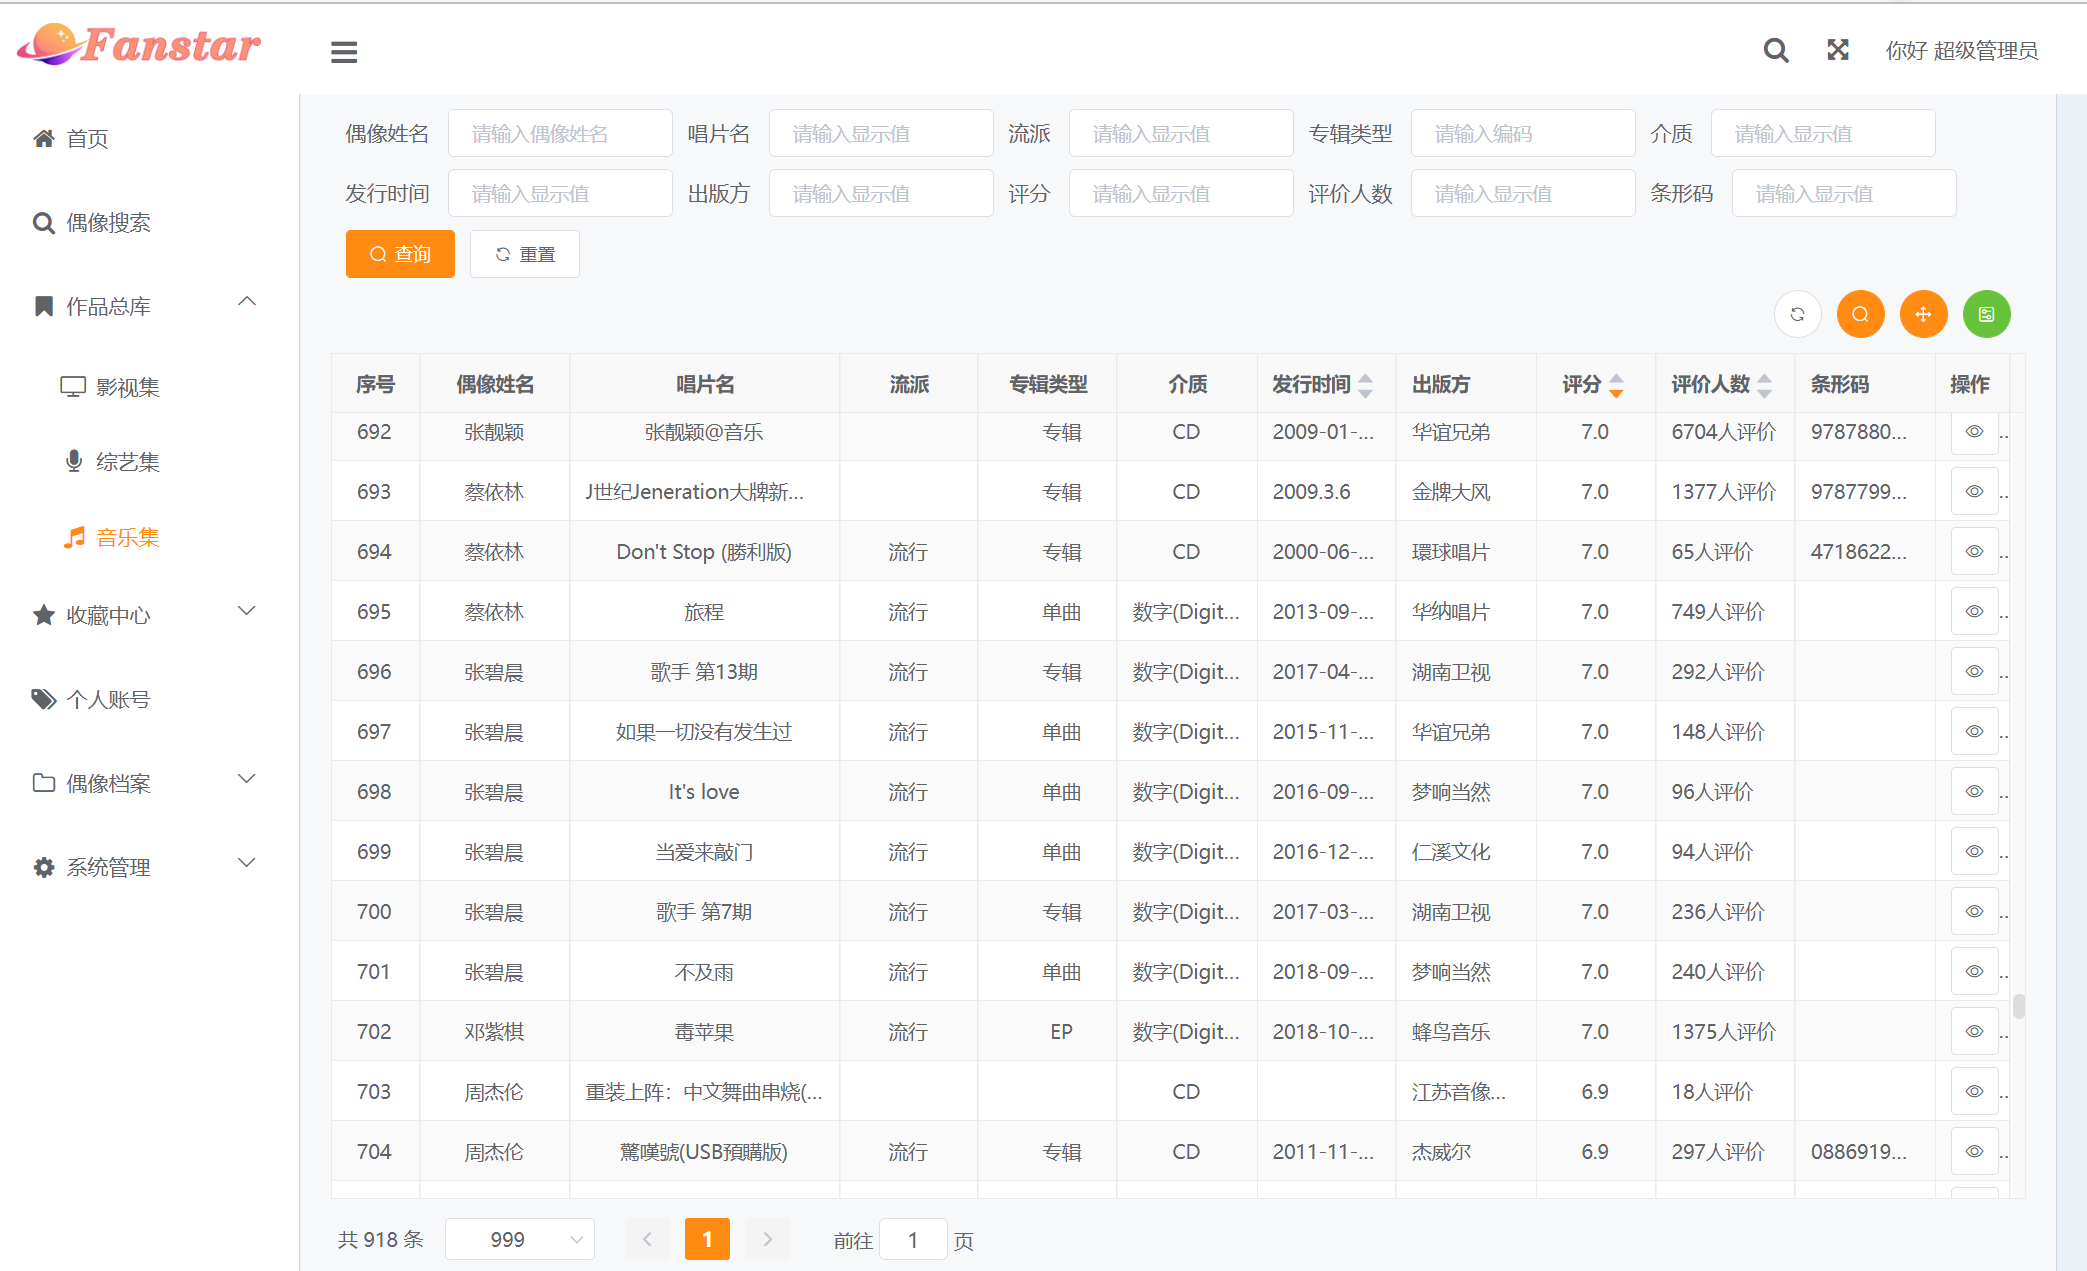 Fanstar
你好 超级管理员
首页
偶像搜索
作品总库
影视集
综艺集
音乐集
收藏中心
个人账号
偶像档案
系统管理
偶像姓名 请输入偶像姓名 唱片名 请输入显示值 流派 请输入显示值 专辑类型 请输入编码 介质 请输入显示值
发行时间 请输入显示值 出版方 请输入显示值 评分 请输入显示值 评价人数 请输入显示值 条形码 请输入显示值
查询 重置
序号 偶像姓名 唱片名 流派 专辑类型 介质 发行时间 出版方 评分 评价人数 条形码 操作
692 张靓颖 张靓颖@音乐 专辑 CD 2009-01-... 华谊兄弟 7.0 6704人评价 9787880... ..
693 蔡依林 J世纪Jeneration大牌新... 专辑 CD 2009.3.6 金牌大风 7.0 1377人评价 9787799... ..
694 蔡依林 Don't Stop (勝利版) 流行 专辑 CD 2000-06-... 環球唱片 7.0 65人评价 4718622... ..
695 蔡依林 旅程 流行 单曲 数字(Digit... 2013-09-... 华纳唱片 7.0 749人评价 ..
696 张碧晨 歌手 第13期 流行 专辑 数字(Digit... 2017-04-... 湖南卫视 7.0 292人评价 ..
697 张碧晨 如果一切没有发生过 流行 单曲 数字(Digit... 2015-11-... 华谊兄弟 7.0 148人评价 ..
698 张碧晨 It's love 流行 单曲 数字(Digit... 2016-09-... 梦响当然 7.0 96人评价 ..
699 张碧晨 当爱来敲门 流行 单曲 数字(Digit... 2016-12-... 仁溪文化 7.0 94人评价 ..
700 张碧晨 歌手 第7期 流行 专辑 数字(Digit... 2017-03-... 湖南卫视 7.0 236人评价 ..
701 张碧晨 不及雨 流行 单曲 数字(Digit... 2018-09-... 梦响当然 7.0 240人评价 ..
702 邓紫棋 毒苹果 流行 EP 数字(Digit... 2018-10-... 蜂鸟音乐 7.0 1375人评价 ..
703 周杰伦 重装上阵：中文舞曲串烧(... CD 江苏音像... 6.9 18人评价 ..
704 周杰伦 驚嘆號(USB預購版) 流行 专辑 CD 2011-11-... 杰威尔 6.9 297人评价 0886919... ..
共 918 条 999 1 前往 1 页